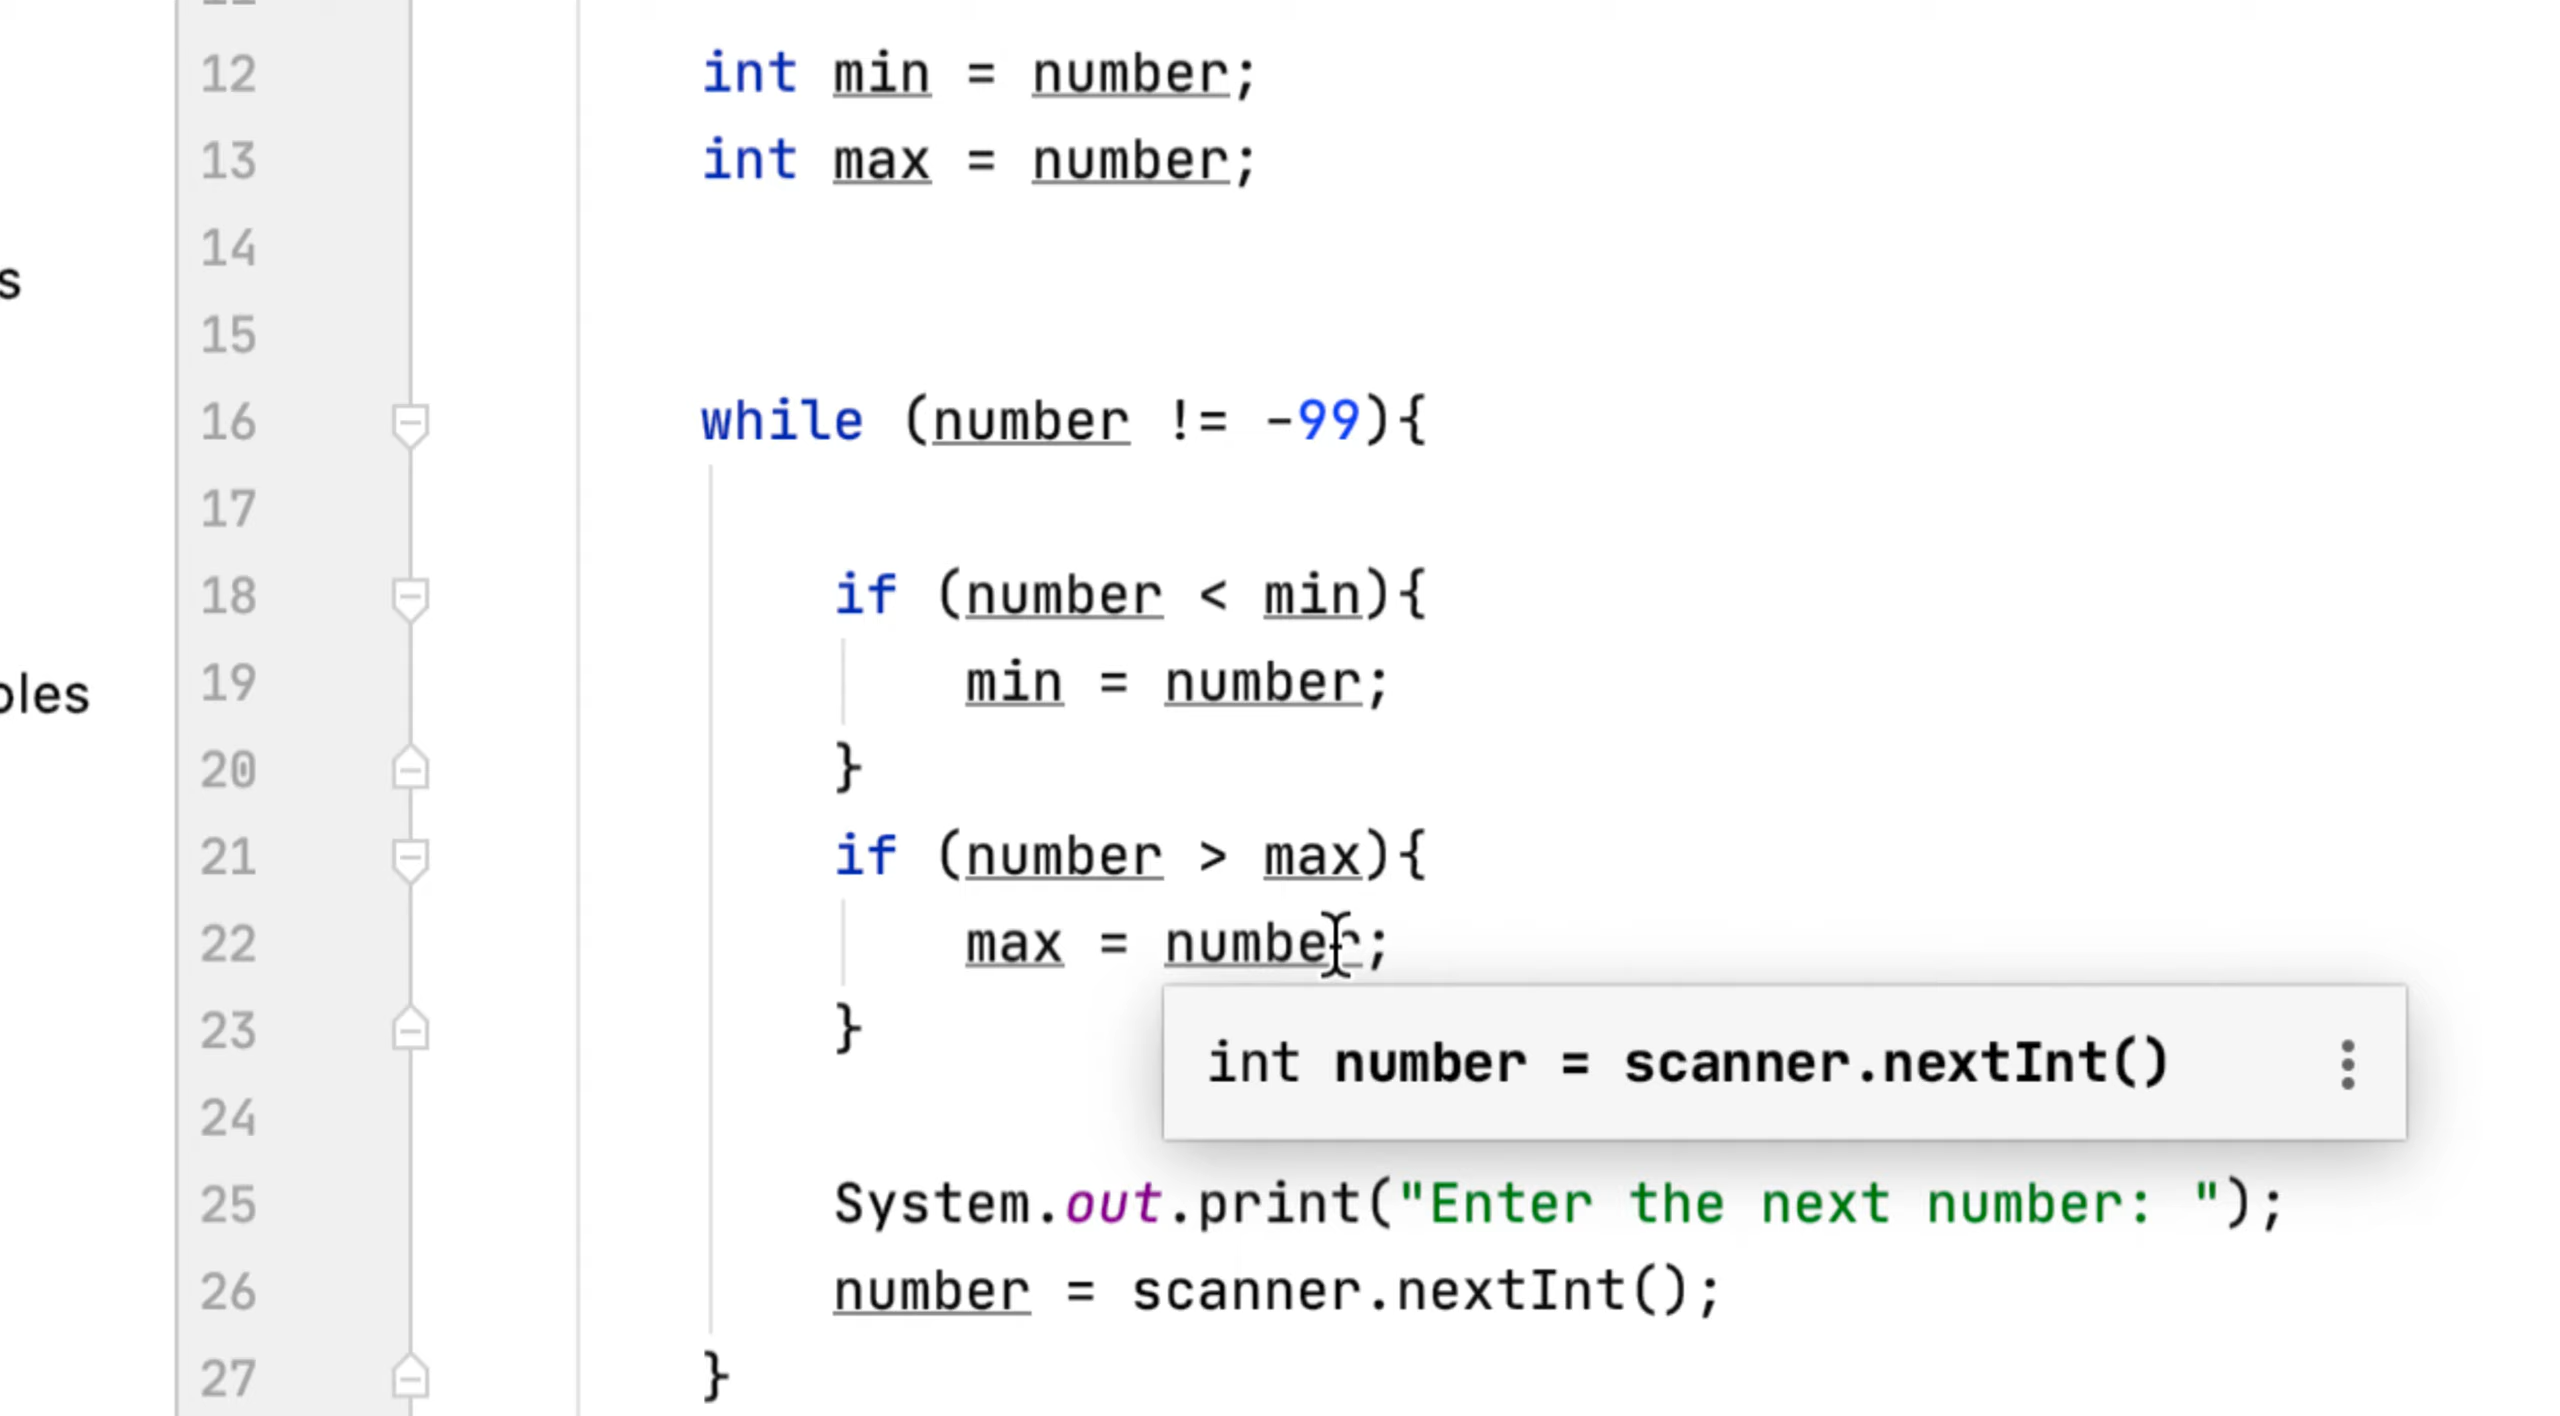 12 int min = number;
13 int max = number;
14
s
15
16 while (number != -99){
17
18 if (number < min){
19 min = number;
oles
20 }
21 if (number > max){
22 max = number;
23 }
int number = scanner.nextInt()
24
25 System.out.print("Enter the next number: ");
26 number = scanner.nextInt();
27 }